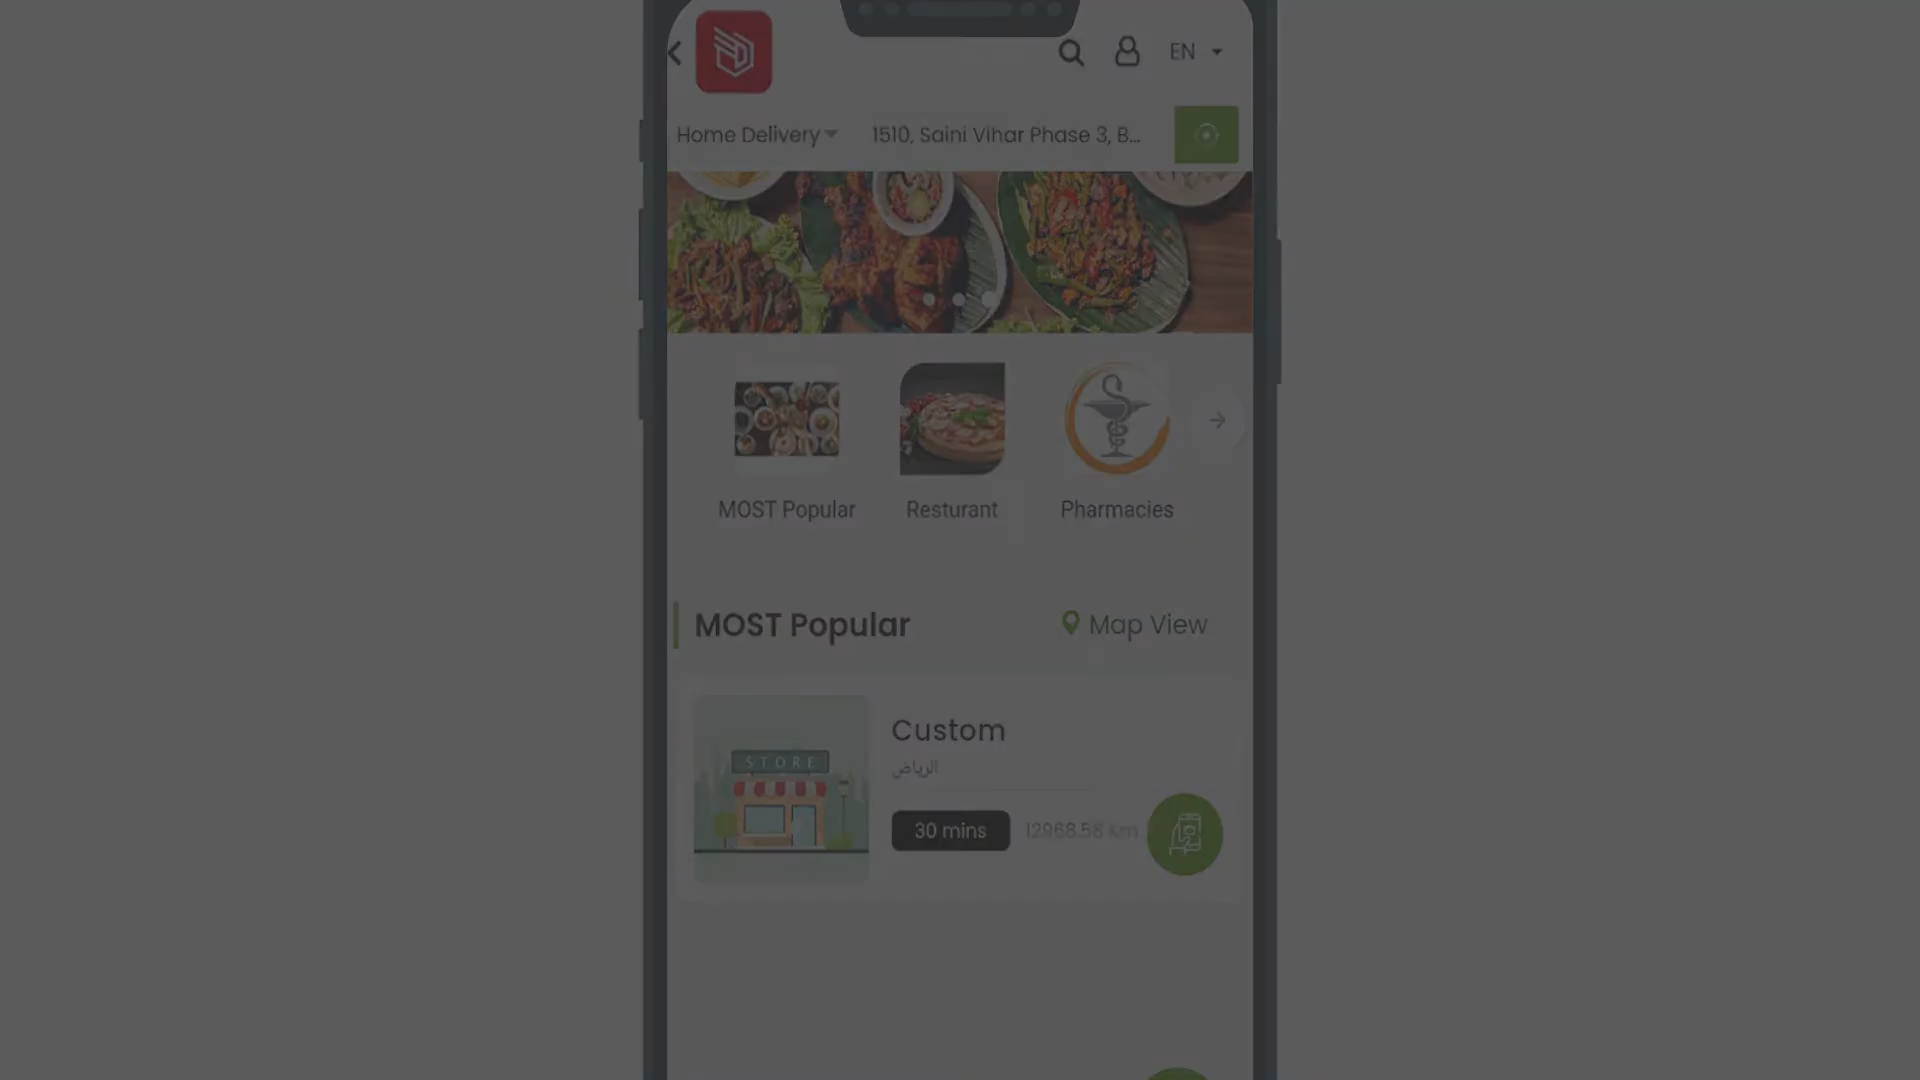 EN
Home Delivery 1510, Saini Vihar Phase 3, B...
MOST Popular Resturant Pharmacies
MOST Popular Map View
STORE
Custom
الرياض
30 mins 12968.58 Km